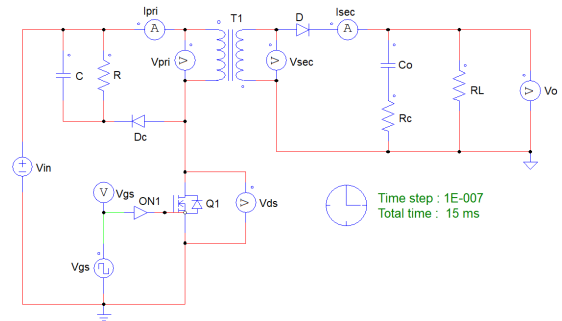 Ipri
A
T1
D
Isec
A
C
R
Vpri
V
V
Vsec
Co
RL
Vo
V
Rc
Dc
Vin
V
Vgs
ON1
Q1
V
Vds
Vgs
Time step : 1E-007
Total time : 15 ms